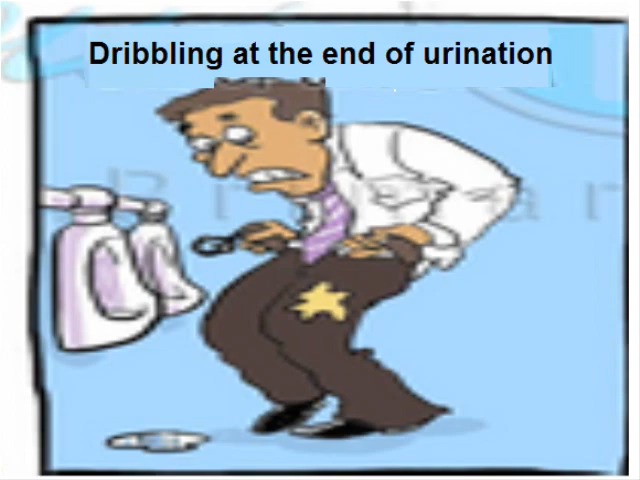 Dribbling at the end of urination